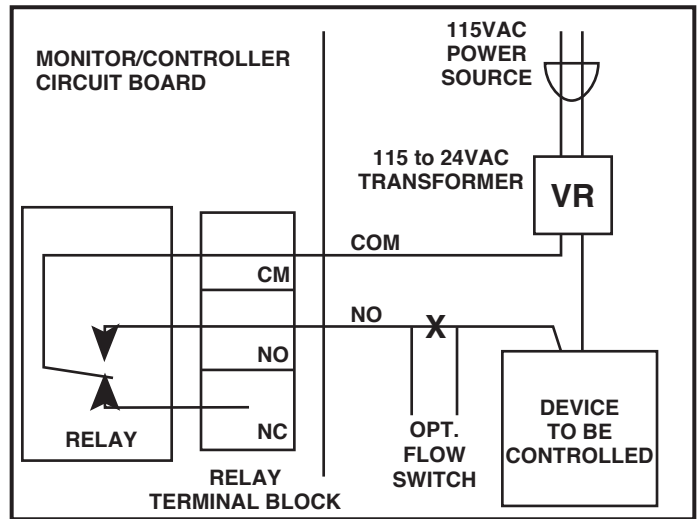 MONITOR/CONTROLLER
CIRCUIT BOARD
115VAC
POWER
SOURCE
115 to 24VAC
TRANSFORMER
VR
COM
CM
NO
X
NO
NC
RELAY
RELAY
TERMINAL BLOCK
OPT.
FLOW
SWITCH
DEVICE
TO BE
CONTROLLED